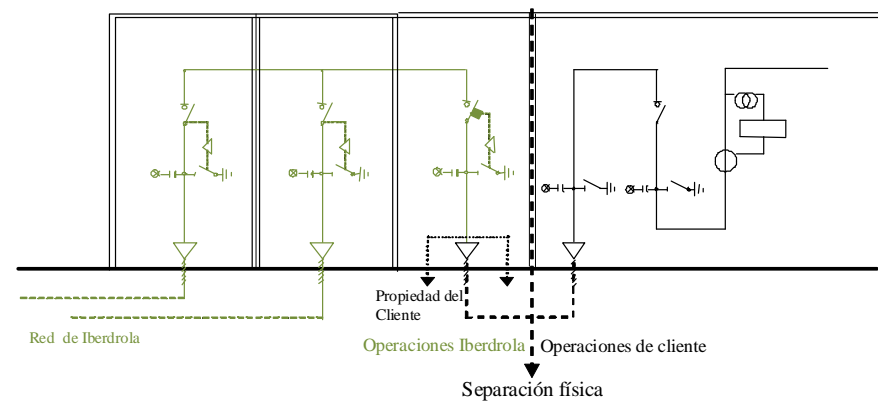 Propiedad del
Cliente
Red de Iberdrola
Operaciones Iberdrola
Operaciones de cliente
Separación física